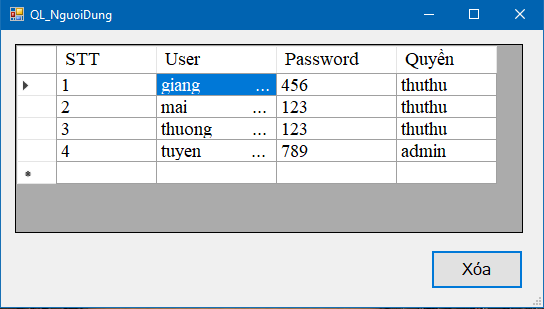 QL_NguoiDung
STT User Password Quyền
1 giang ... 456 thuthu
2 mai ... 123 thuthu
3 thuong ... 123 thuthu
4 tuyen ... 789 admin
Xóa